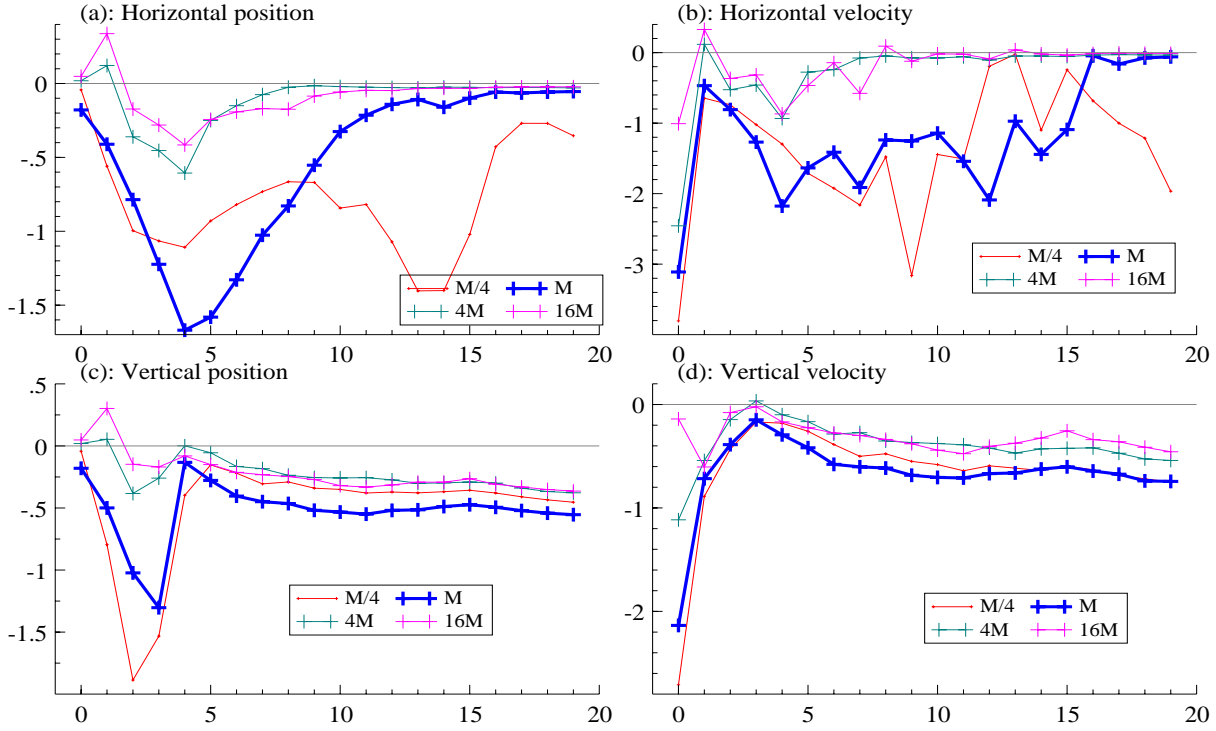 (a): Horizontal position
0
-.5
-1
-1.5
M/4 M
4M 16M
0 5 10 15 20
(b): Horizontal velocity
0
-1
-2
-3
M/4 M
4M 16M
0 5 10 15 20
(c): Vertical position
.5
0
-.5
-1
-1.5
M/4 M
4M 16M
0 5 10 15 20
(d): Vertical velocity
0
-1
-2
M/4 M
4M 16M
0 5 10 15 20